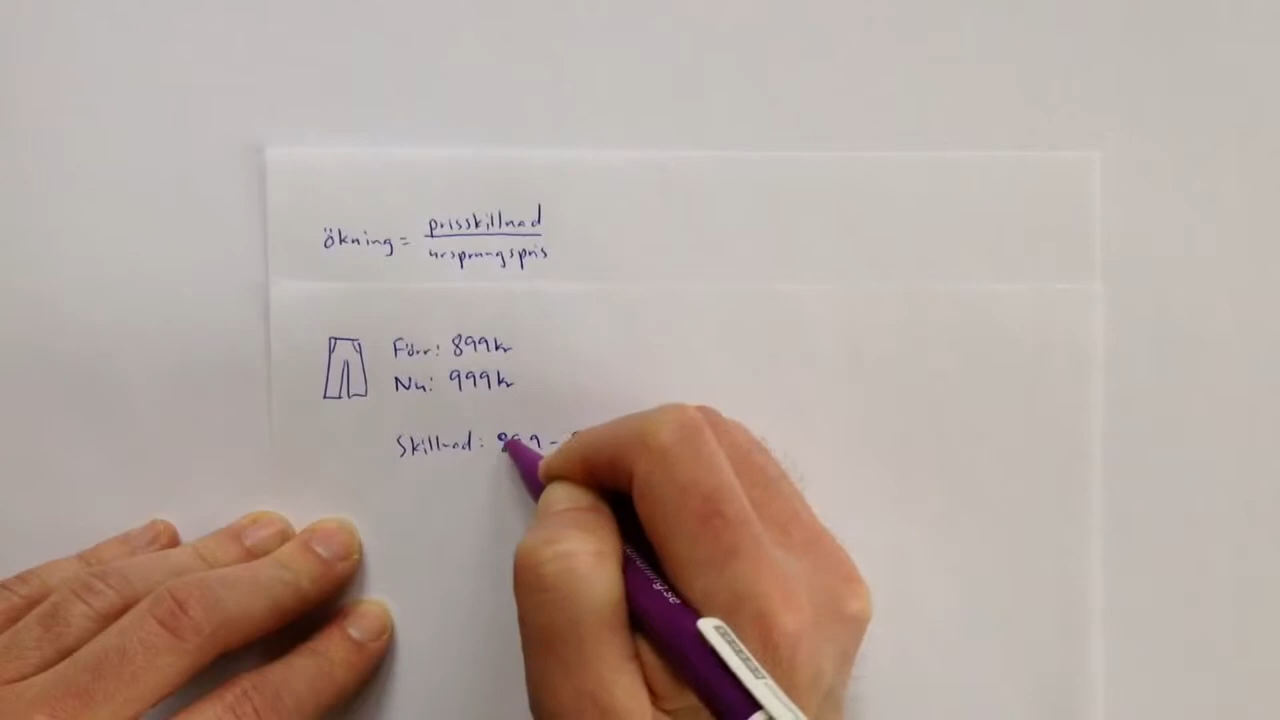 ökning = prisskillnad
ursprungspris
Förr: 899kr
Nu: 999kr
Skillnad: